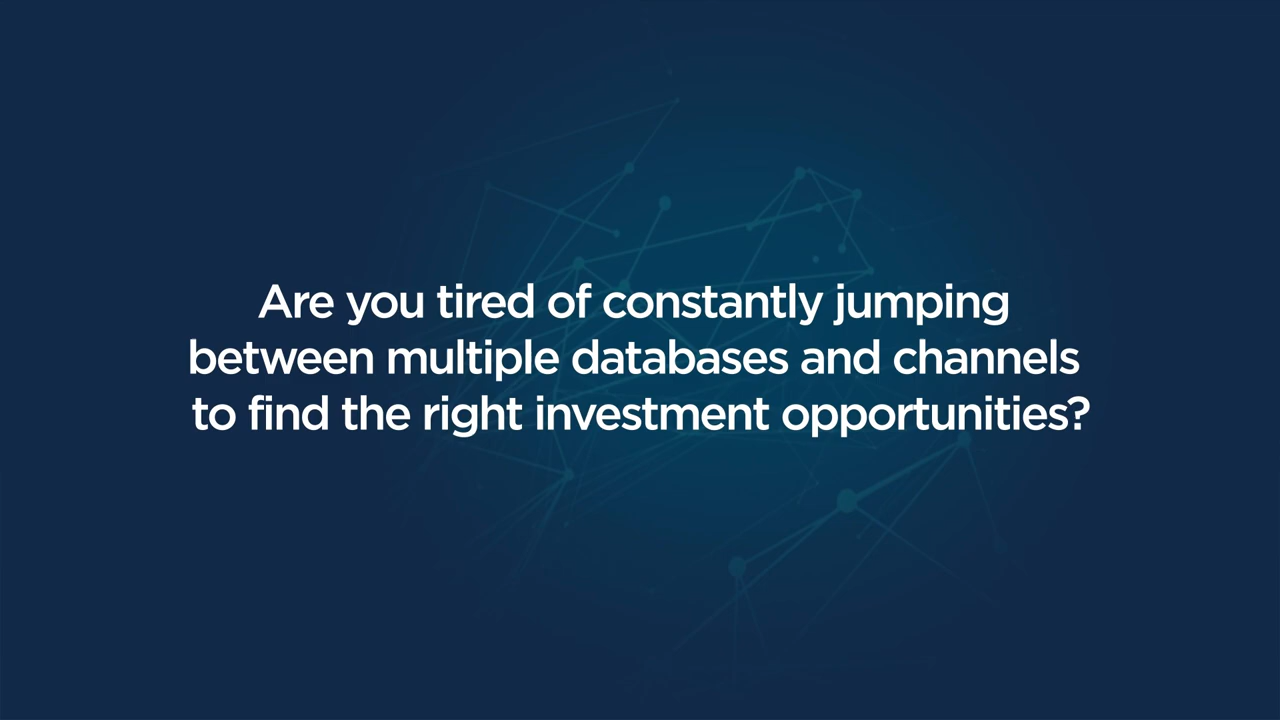 Are you tired of constantly jumping
between multiple databases and channels
to find the right investment opportunities?